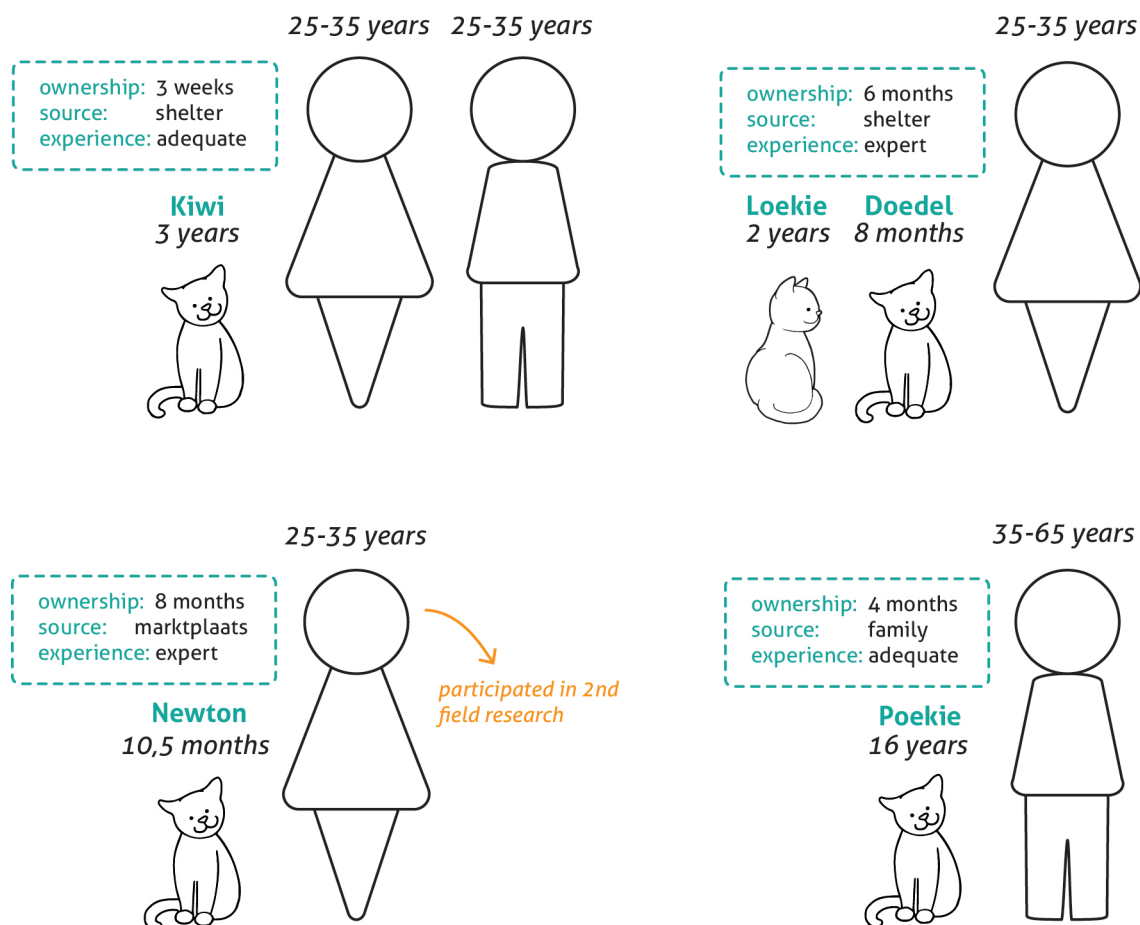 25-35 years 25-35 years
ownership: 3 weeks
source: shelter
experience: adequate
Kiwi
3 years
25-35 years
ownership: 6 months
source: shelter
experience: expert
Loekie Doedel
2 years 8 months
25-35 years
ownership: 8 months
source: marktplaats
experience: expert
participated in 2nd
field research
Newton
10,5 months
35-65 years
ownership: 4 months
source: family
experience: adequate
Poekie
16 years